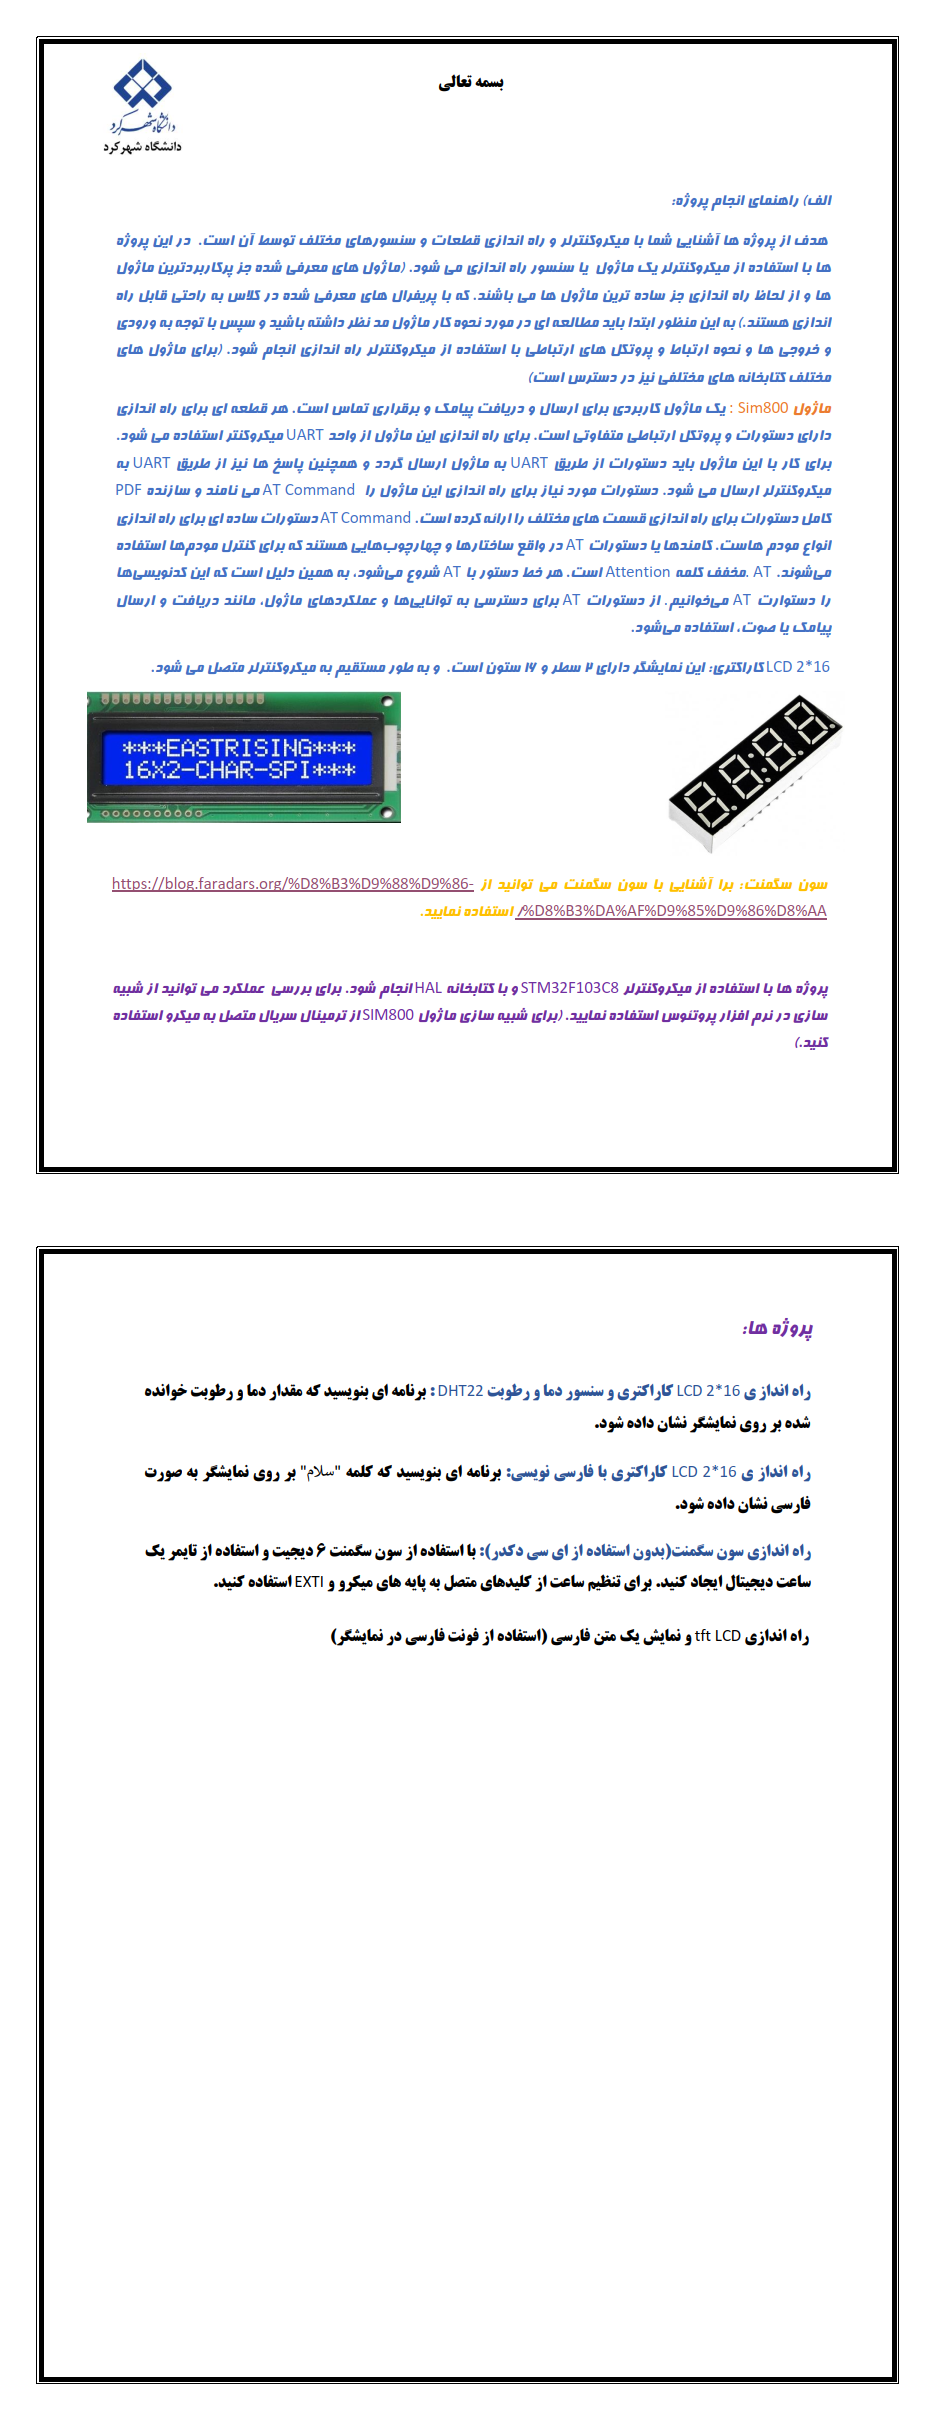 بسمه تعالی
دانشگاه شهرکرد
دانشگاه شهرکرد
الف) راهنمای انجام پروژه:
هدف از پروژه ها آشنایی شما با میکروکنترلر و راه اندازی قطعات و سنسورهای مختلف توسط آن است. در این پروژه
ها با استفاده از میکروکنترلر یک ماژول یا سنسور راه اندازی می شود. (ماژول های معرفی شده جز پرکاربردترین ماژول
ها و از لحاظ راه اندازی جز ساده ترین ماژول ها می باشند. که با پریفرال های معرفی شده در کلاس به راحتی قابل راه
اندازی هستند.) به این منظور ابتدا باید مطالعه ای در مورد نحوه کار ماژول مد نظر داشته باشید و سپس با توجه به ورودی
و خروجی ها و نحوه ارتباط و پروتکل های ارتباطی با استفاده از میکروکنترلر راه اندازی انجام شود. (برای ماژول های
مختلف کتابخانه های مختلفی نیز در دسترس است)
ماژول Sim800 : یک ماژول کاربردی برای ارسال و دریافت پیامک و برقراری تماس است. هر قطعه ای برای راه اندازی
دارای دستورات و پروتکل ارتباطی متفاوتی است. برای راه اندازی این ماژول از واحد UART میکروکنتر استفاده می شود.
برای کار با این ماژول باید دستورات از طریق UART به ماژول ارسال گردد و همچنین پاسخ ها نیز از طریق UART به
میکروکنترلر ارسال می شود. دستورات مورد نیاز برای راه اندازی این ماژول را AT Command می نامند و سازنده PDF
کامل دستورات برای راه اندازی قسمت های مختلف را ارائه کرده است. AT Command دستورات ساده ای برای راه اندازی
انواع مودم هاست. کامندها یا دستورات AT در واقع ساختارها و چهارچوب‌هایی هستند که برای کنترل مودم‌ها استفاده
می‌شوند. AT .مخفف کلمه Attention است. هر خط دستور با AT شروع می‌شود. به همین دلیل است که این کدنویسی‌ها
را دستوارت AT می‌خوانیم. از دستورات AT برای دسترسی به توانایی‌ها و عملکردهای ماژول، مانند دریافت و ارسال
پیامک یا صوت، استفاده می‌شود.
LCD 2*16 کاراکتری: این نمایشگر دارای ۲ سطر و ۱۶ ستون است. و به طور مستقیم به میکروکنترلر متصل می شود.
***EASTRISING***
16X2-CHAR-SPI***
سون سگمنت: برا آشنایی با سون سگمنت می توانید از https://blog.faradars.org/%D8%B3%D9%88%D9%86-
%D8%B3%DA%AF%D9%85%D9%86%D8%AA/ استفاده نمایید.
پروژه ها با استفاده از میکروکنترلر STM32F103C8 و با کتابخانه HAL انجام شود. برای بررسی عملکرد می توانید از شبیه
سازی در نرم افزار پروتئوس استفاده نمایید. (برای شبیه سازی ماژول SIM800 از ترمینال سریال متصل به میکرو استفاده
کنید.)
پروژه ها:
راه انداز ی LCD 2*16 کاراکتری و سنسور دما و رطوبت DHT22 : برنامه ای بنویسید که مقدار دما و رطوبت خوانده
شده بر روی نمایشگر نشان داده شود.
راه انداز ی LCD 2*16 کاراکتری با فارسی نویسی: برنامه ای بنویسید که کلمه "سلام" بر روی نمایشگر به صورت
فارسی نشان داده شود.
راه اندازی سون سگمنت(بدون استفاده از ای سی دکدر): با استفاده از سون سگمنت ۶ دیجیت و استفاده از تایمر یک
ساعت دیجیتال ایجاد کنید. برای تنظیم ساعت از کلیدهای متصل به پایه های میکرو و EXTI استفاده کنید.
راه اندازی tft LCD و نمایش یک متن فارسی (استفاده از فونت فارسی در نمایشگر)